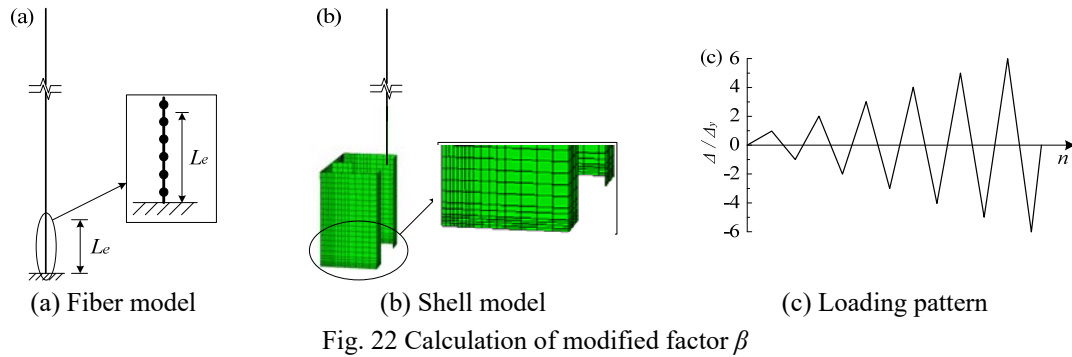 (a)
Le
Le
(b)
(c)
6
4
2
0
-2
-4
-6
Δ / Δy
n
(a) Fiber model
(b) Shell model
(c) Loading pattern
Fig. 22 Calculation of modified factor β